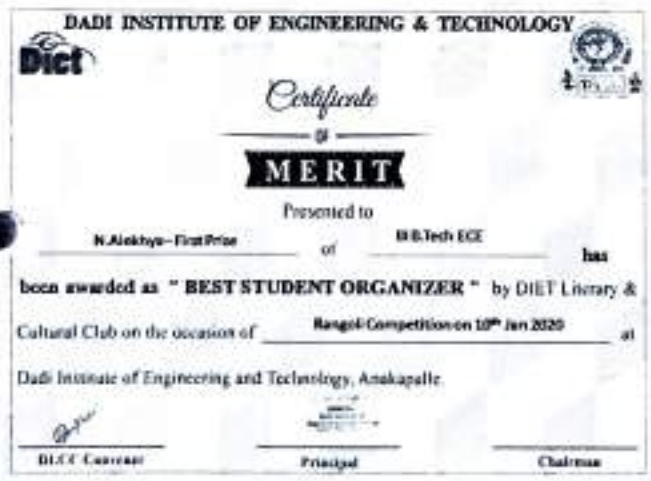 DADI INSTITUTE OF ENGINEERING & TECHNOLOGY
Diet
Certificate
OF
MERIT
Presented to
N.Alekhya - First Prize of III B.Tech ECE has
been awarded as " BEST STUDENT ORGANIZER " by DIET Literary &
Cultural Club on the occasion of Rangoli Competition on 10th Jan 2020 at
Dadi Institute of Engineering and Technology, Anakapalle.
DLCC Convenor Principal Chairman